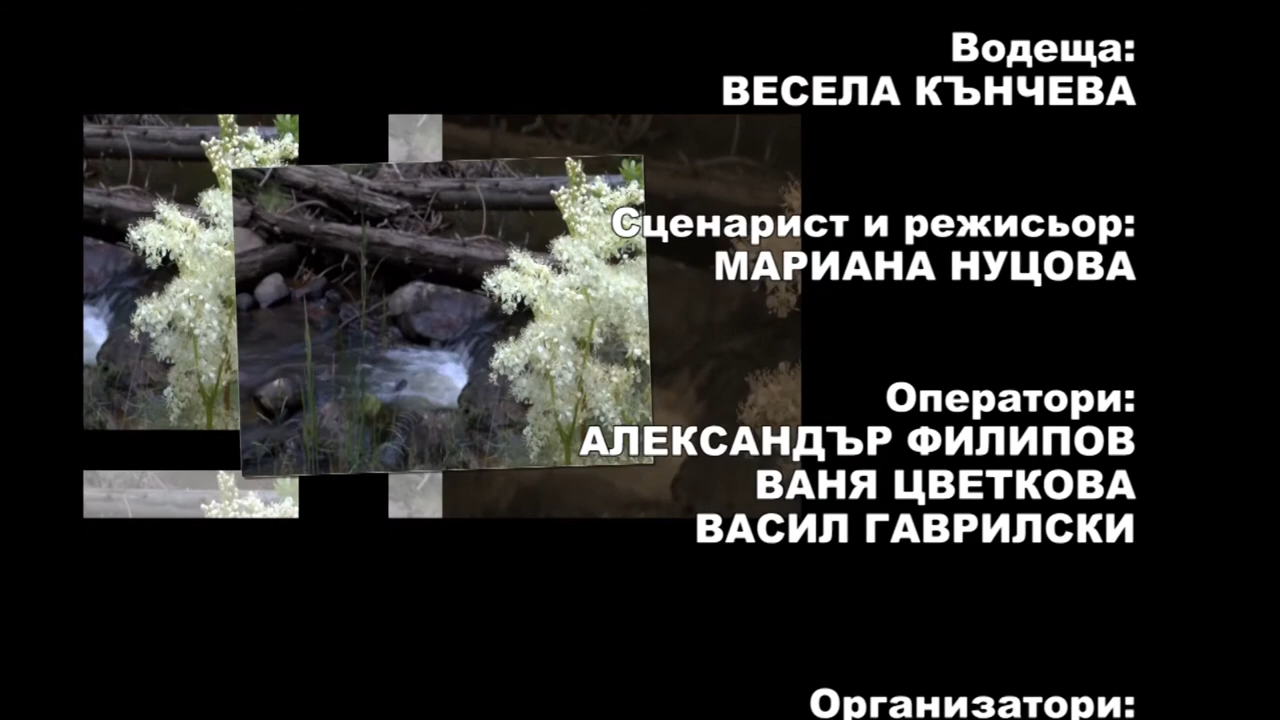 Водеща:
ВЕСЕЛА КЪНЧЕВА
Сценарист и режисьор:
МАРИАНА НУЦОВА
Оператори:
АЛЕКСАНДЪР ФИЛИПОВ
ВАНЯ ЦВЕТКОВА
ВАСИЛ ГАВРИЛСКИ
Организатори: